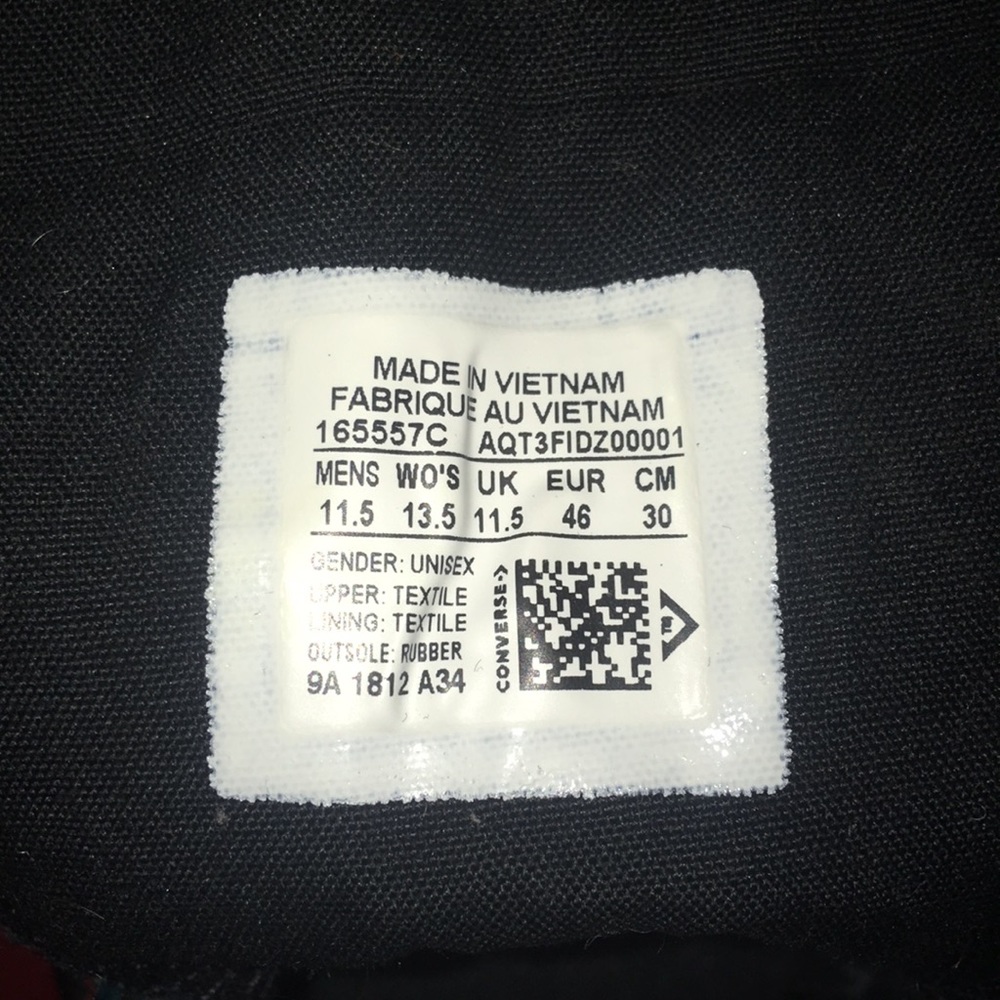 MADE IN VIETNAM
FABRIQUE AU VIETNAM
165557C AQT3FIDZ00001
MENS WO'S UK EUR CM
11.5 13.5 11.5 46 30
GENDER: UNISEX
UPPER: TEXTILE
LINING: TEXTILE
OUTSOLE: RUBBER
9A 1812 A34
CONVERSE->